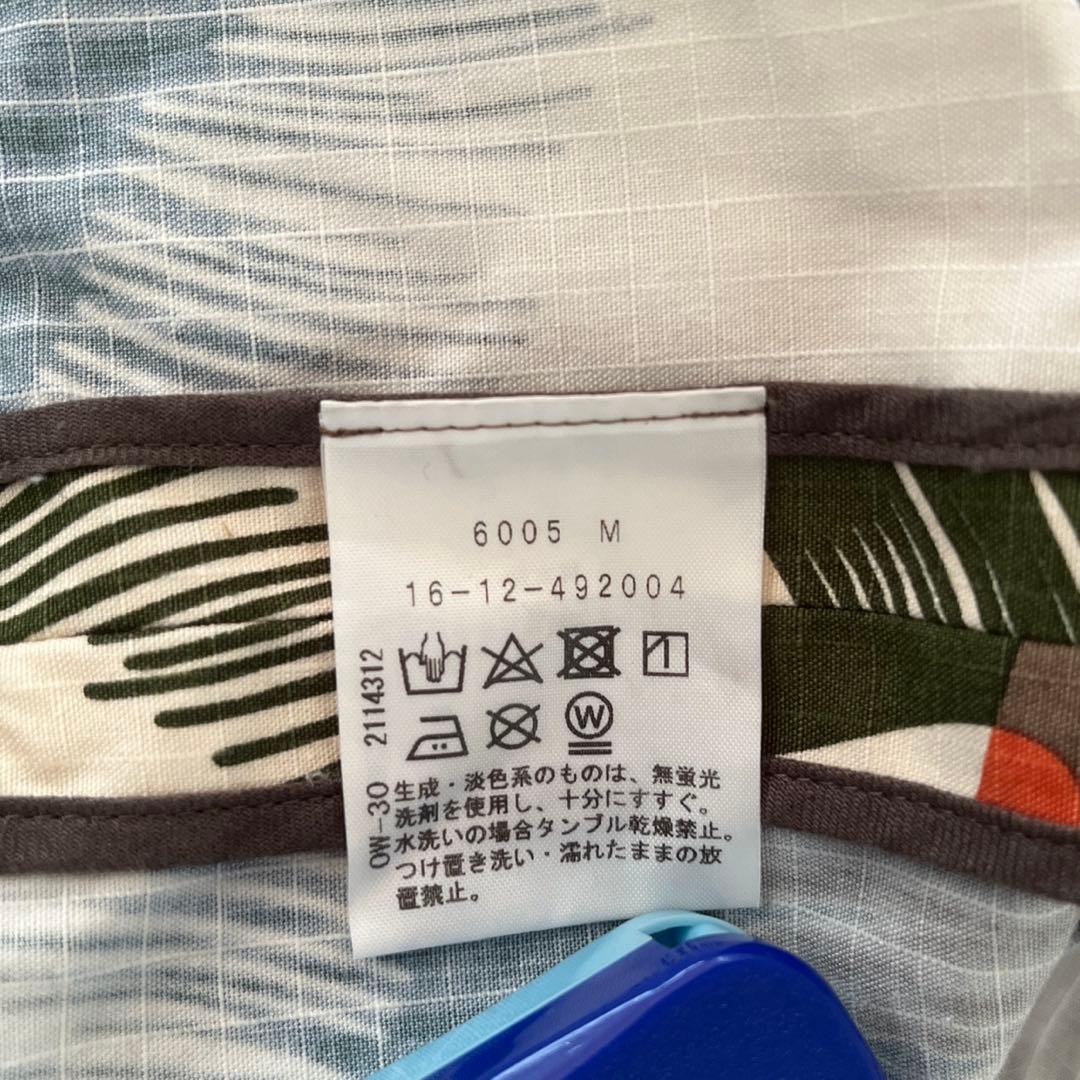 6005 M
16-12-492004
W
生成・淡色系のものは、無蛍光
洗剤を使用し、十分にすすぐ。
水洗いの場合タンブル乾燥禁止。
つけ置き洗い・濡れたままの放
置禁止。
OW-30 2114312